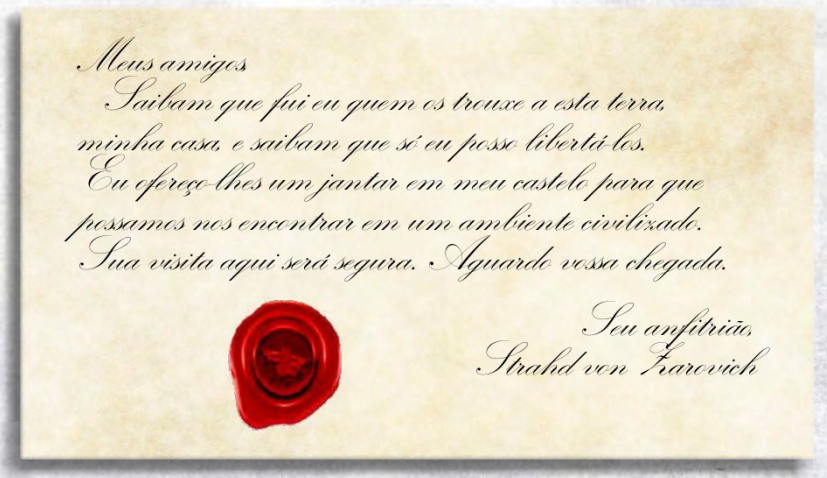 Meus amigos,
Saibam que fui eu quem os trouxe a esta terra,
minha casa, e saibam que só eu posso libertá-los.
Eu ofereço-lhes um jantar em meu castelo para que
possamos nos encontrar em um ambiente civilizado.
Sua visita aqui será segura. Aguardo vossa chegada.
Seu anfitrião,
Strahd von Zarovich